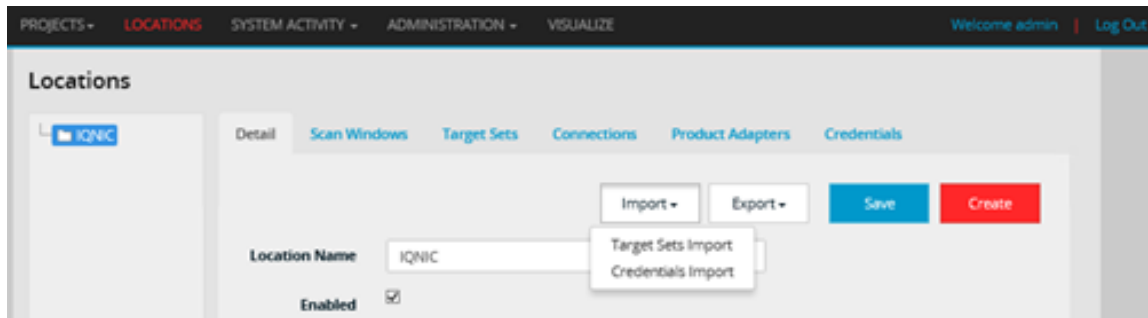 PROJECTS LOCATIONS SYSTEM ACTIVITY ADMINISTRATION VISUALIZE Welcome admin | Log Out
Locations
IQNIC
Detail Scan Windows Target Sets Connections Product Adapters Credentials
Import Export Save Create
Target Sets Import
Credentials Import
Location Name IQNIC
Enabled